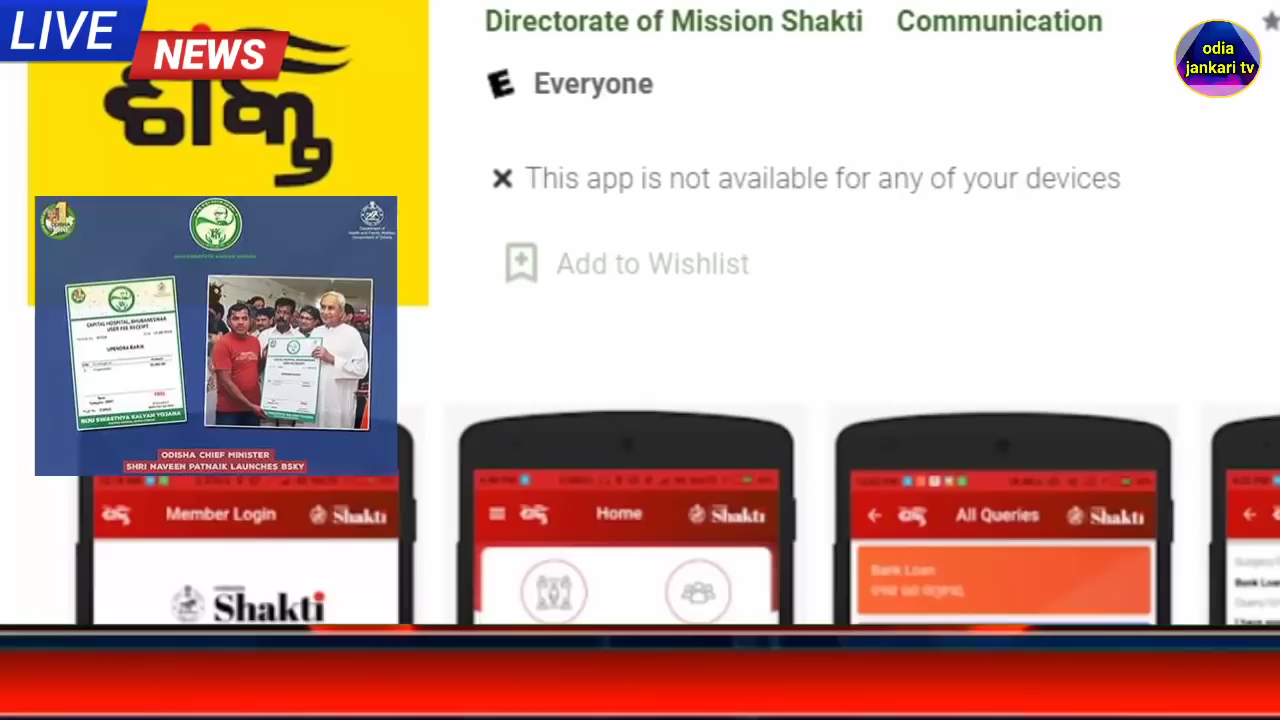 LIVE
NEWS
ଶକ୍ତି
Directorate of Mission Shakti Communication
E Everyone
This app is not available for any of your devices
Add to Wishlist
odia
jankari tv
CAPITAL HOSPITAL, BHUBANESWAR
USER FEE RECEIPT
UPENDRA BARIK
BIJU SWASTHYA KALYAN YOJANA
ODISHA CHIEF MINISTER
SHRI NAVEEN PATNAIK LAUNCHES BSKY
Member Login
Shakti
Shakti
Home
Shakti
All Queries
Shakti
Bank Loan